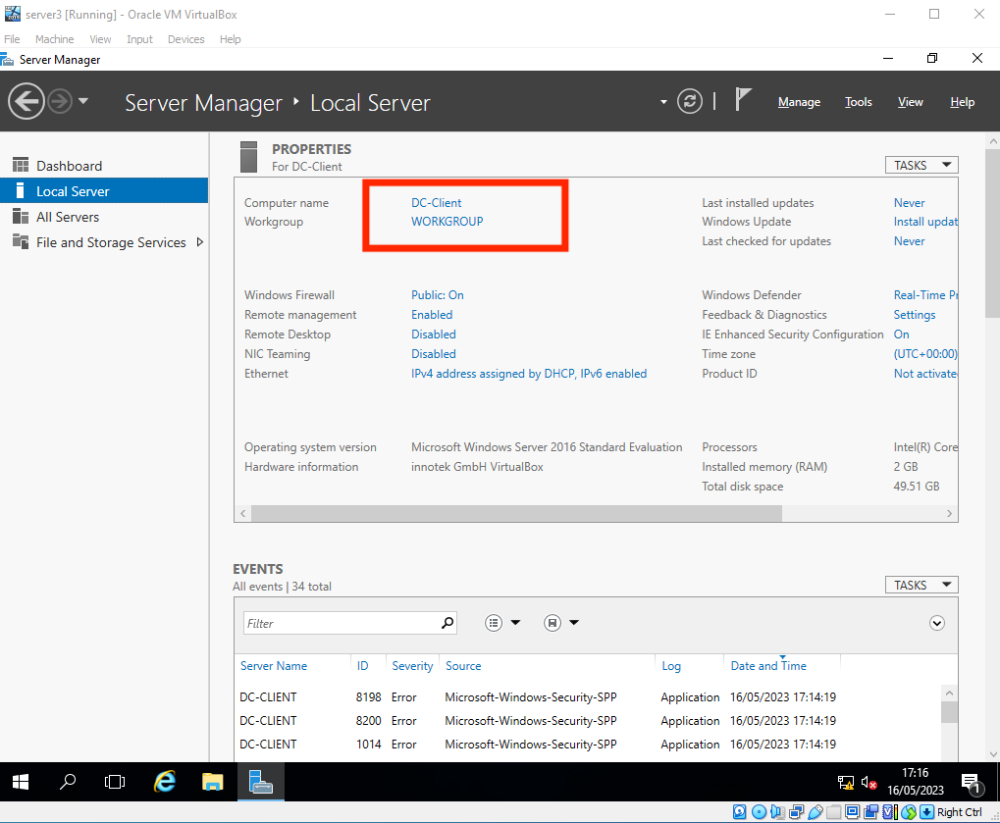 server3 [Running] - Oracle VM VirtualBox
File Machine View Input Devices Help
Server Manager
Server Manager Local Server
Manage Tools View Help
Dashboard
Local Server
All Servers
File and Storage Services
PROPERTIES
For DC-Client
TASKS
Computer name DC-Client Last installed updates Never
Workgroup WORKGROUP Windows Update Install updat
Last checked for updates Never
Windows Firewall Public: On Windows Defender Real-Time Pr
Remote management Enabled Feedback & Diagnostics Settings
Remote Desktop Disabled IE Enhanced Security Configuration On
NIC Teaming Disabled Time zone (UTC+00:00)
Ethernet IPv4 address assigned by DHCP, IPv6 enabled Product ID Not activate
Operating system version Microsoft Windows Server 2016 Standard Evaluation Processors Intel(R) Core
Hardware information innotek GmbH VirtualBox Installed memory (RAM) 2 GB
Total disk space 49.51 GB
EVENTS
All events | 34 total
TASKS
Filter
Server Name ID Severity Source Log Date and Time
DC-CLIENT 8198 Error Microsoft-Windows-Security-SPP Application 16/05/2023 17:14:19
DC-CLIENT 8200 Error Microsoft-Windows-Security-SPP Application 16/05/2023 17:14:19
DC-CLIENT 1014 Error Microsoft-Windows-Security-SPP Application 16/05/2023 17:14:19
17:16
16/05/2023
1
Right Ctrl